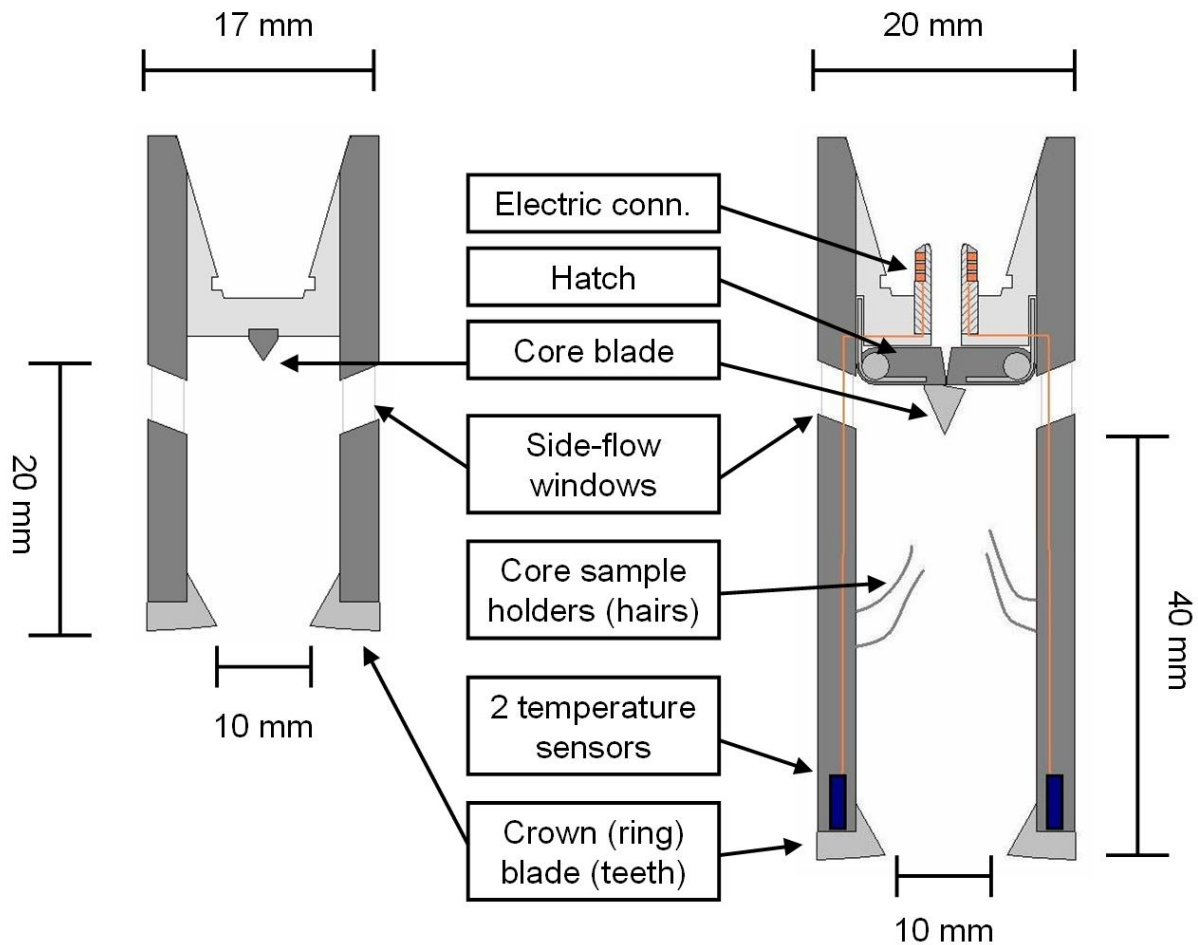 17 mm
20 mm
Electric conn.
Hatch
Core blade
Side-flow
windows
Core sample
holders (hairs)
2 temperature
sensors
Crown (ring)
blade (teeth)
20 mm
10 mm
40 mm
10 mm